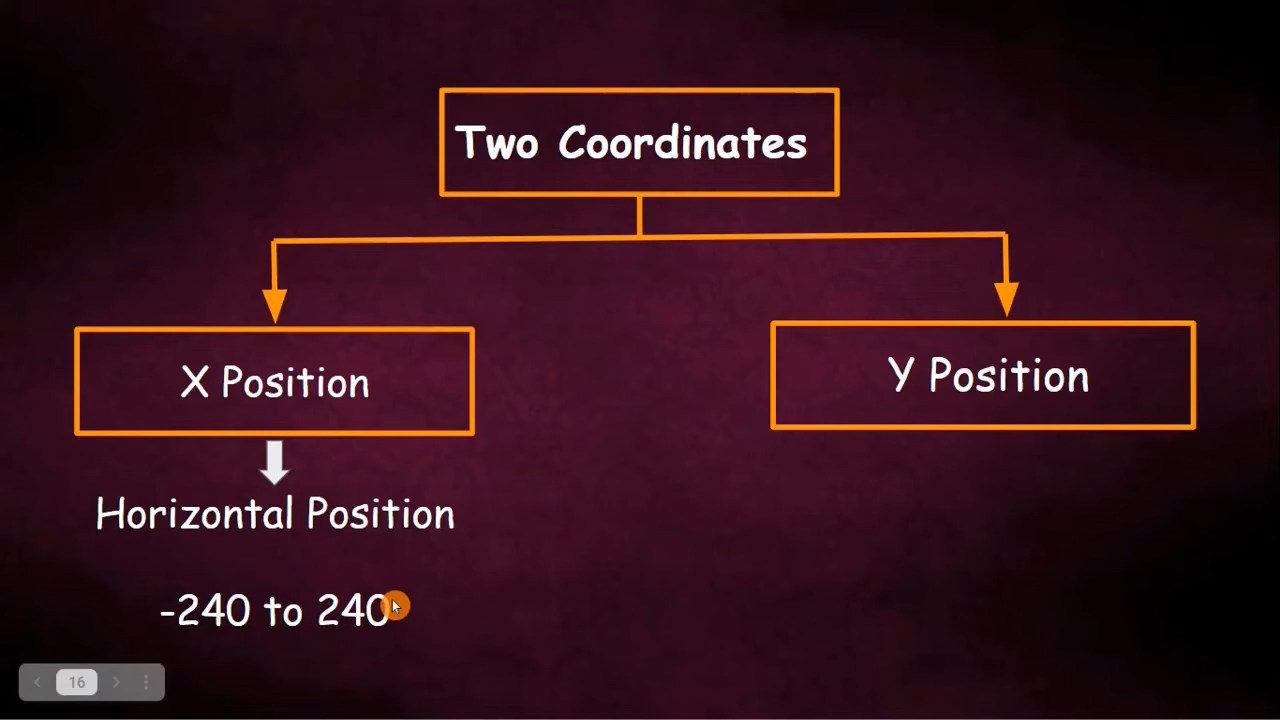 Two Coordinates
X Position
Y Position
Horizontal Position
-240 to 240
16